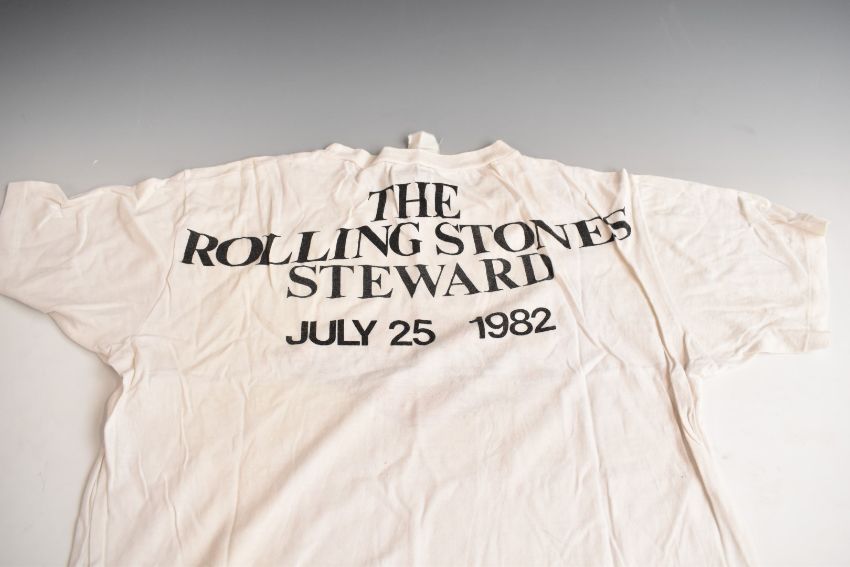 THE
ROLLING STONES
STEWARD
JULY 25 1982